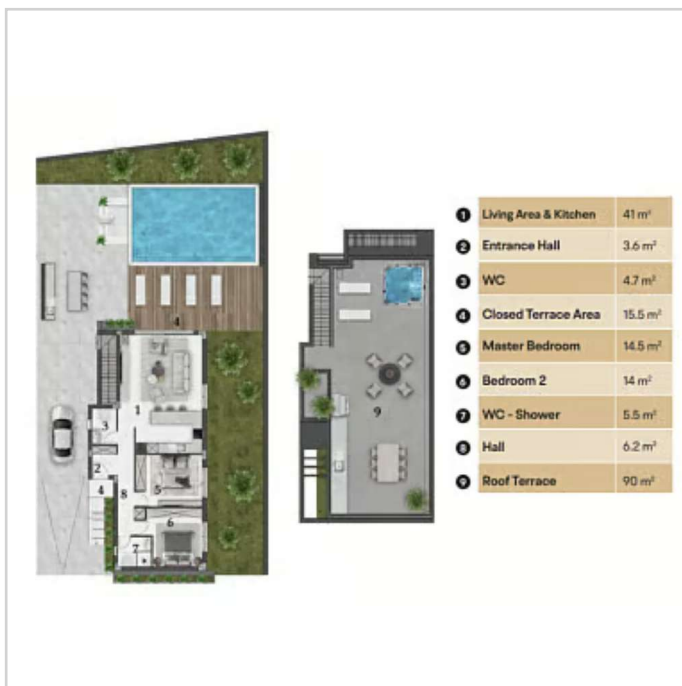 1 Living Area & Kitchen 41 m²
2 Entrance Hall 3.6 m²
3 WC 4.7 m²
4 Closed Terrace Area 15.5 m²
5 Master Bedroom 14.5 m²
6 Bedroom 2 14 m²
7 WC - Shower 5.5 m²
8 Hall 6.2 m²
9 Roof Terrace 90 m²
4
1
3
2
4
8
5
6
7
9